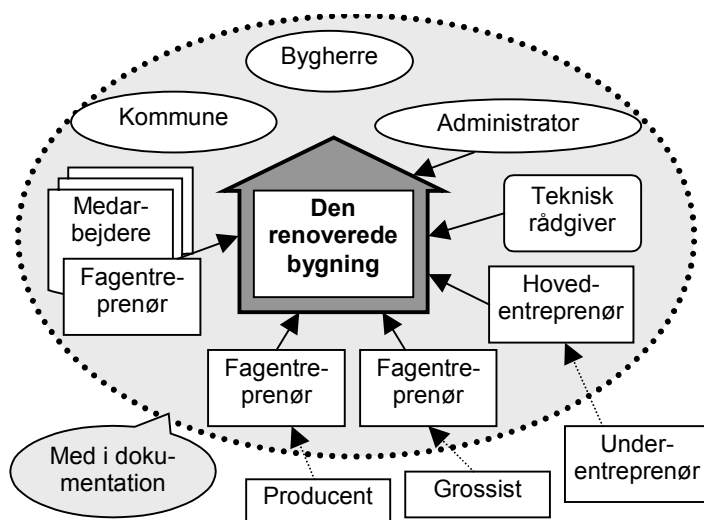 Bygherre
Kommune
Administrator
Medar-
bejdere
Fagentre-
prenør
Den
renoverede
bygning
Teknisk
rådgiver
Hoved-
entreprenør
Fagentre-
prenør
Fagentre-
prenør
Med i doku-
mentation
Producent
Grossist
Under-
entreprenør